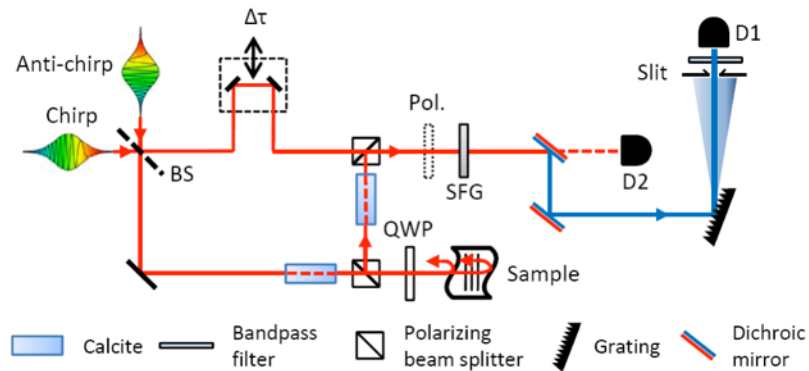 Anti-chirp
Chirp
BS
Δτ
Pol.
SFG
D2
D1
Slit
QWP
Sample
Calcite
Bandpass
filter
Polarizing
beam splitter
Grating
Dichroic
mirror